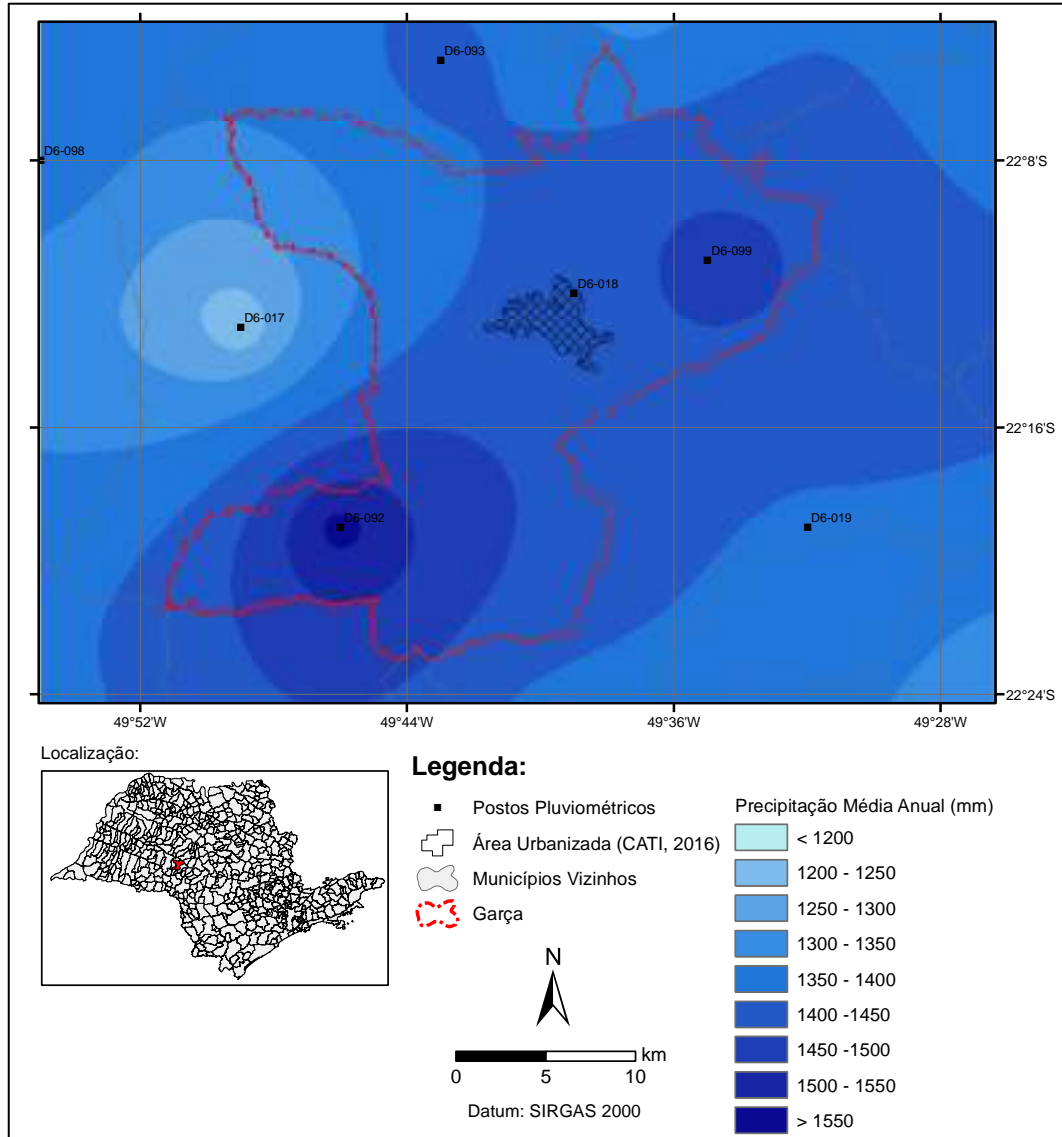 D6-093
D6-098
22°8'S
D6-099
D6-018
D6-017
22°16'S
D6-092
D6-019
22°24'S
49°52'W
49°44'W
49°36'W
49°28'W
Localização:
Legenda:
Postos Pluviométricos
Área Urbanizada (CATI, 2016)
Municípios Vizinhos
Garça
N
km
0
5
10
Datum: SIRGAS 2000
Precipitação Média Anual (mm)
< 1200
1200 - 1250
1250 - 1300
1300 - 1350
1350 - 1400
1400 -1450
1450 -1500
1500 - 1550
> 1550